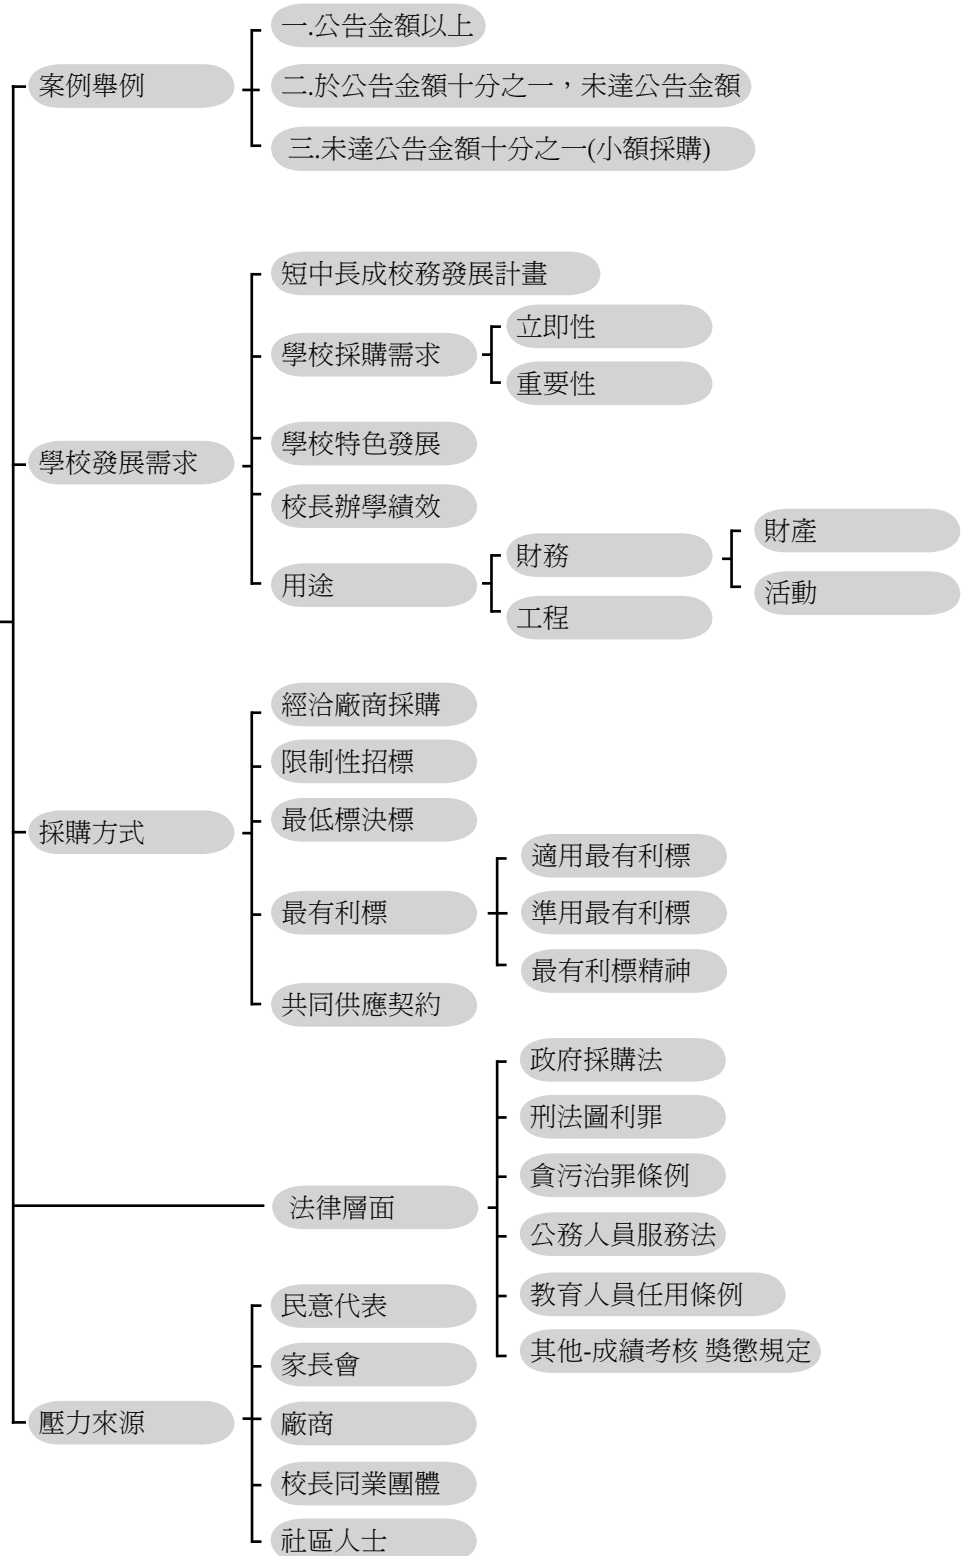 案例舉例
一.公告金額以上
二.於公告金額十分之一，未達公告金額
三.未達公告金額十分之一(小額採購)
學校發展需求
短中長成校務發展計畫
學校採購需求
立即性
重要性
學校特色發展
校長辦學績效
用途
財務
財產
活動
工程
採購方式
經洽廠商採購
限制性招標
最低標決標
最有利標
適用最有利標
準用最有利標
最有利標精神
共同供應契約
法律層面
政府採購法
刑法圖利罪
貪污治罪條例
公務人員服務法
教育人員任用條例
其他-成績考核 獎懲規定
壓力來源
民意代表
家長會
廠商
校長同業團體
社區人士